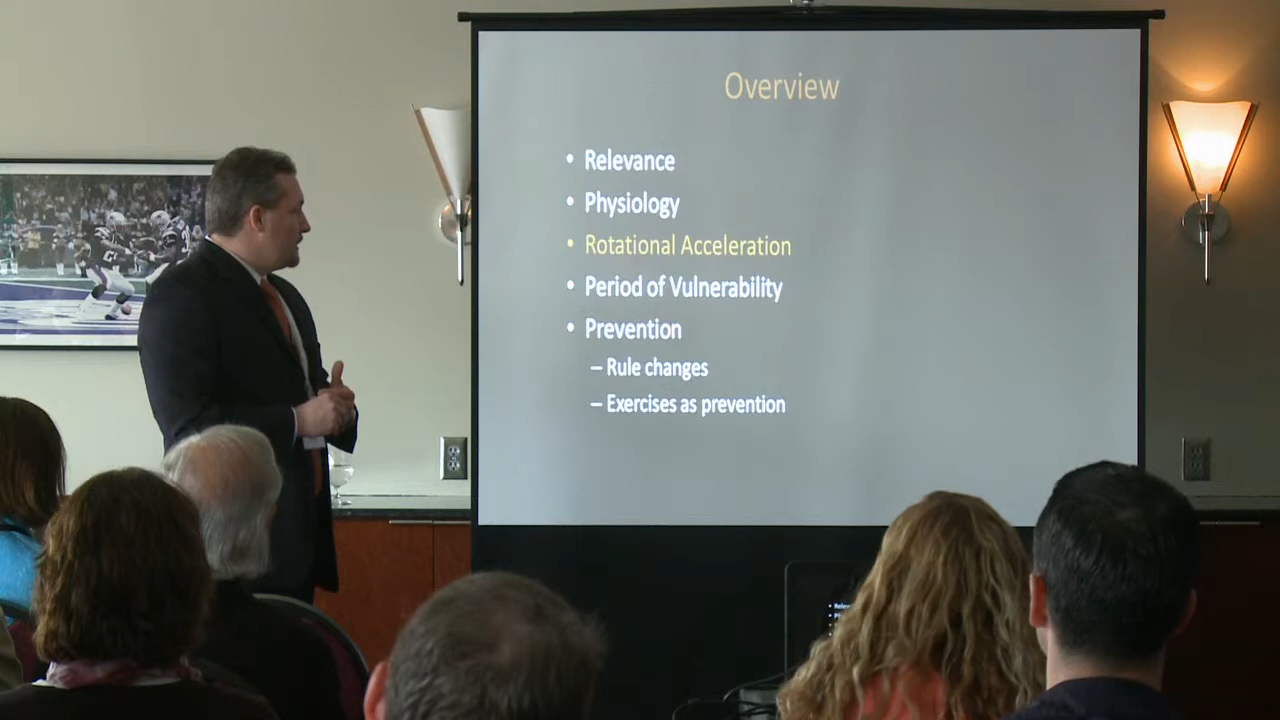 Overview
• Relevance
• Physiology
• Rotational Acceleration
• Period of Vulnerability
• Prevention
– Rule changes
– Exercises as prevention